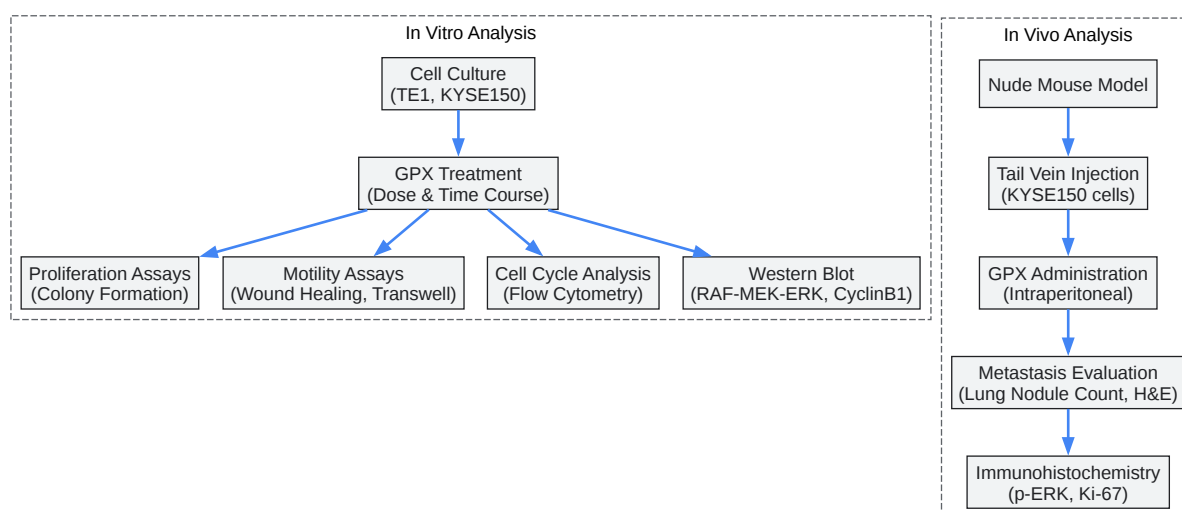 In Vitro Analysis
Cell Culture
(TE1, KYSE150)
GPX Treatment
(Dose & Time Course)
Proliferation Assays
(Colony Formation)
Motility Assays
(Wound Healing, Transwell)
Cell Cycle Analysis
(Flow Cytometry)
Western Blot
(RAF-MEK-ERK, CyclinB1)
In Vivo Analysis
Nude Mouse Model
Tail Vein Injection
(KYSE150 cells)
GPX Administration
(Intraperitoneal)
Metastasis Evaluation
(Lung Nodule Count, H&E)
Immunohistochemistry
(p-ERK, Ki-67)